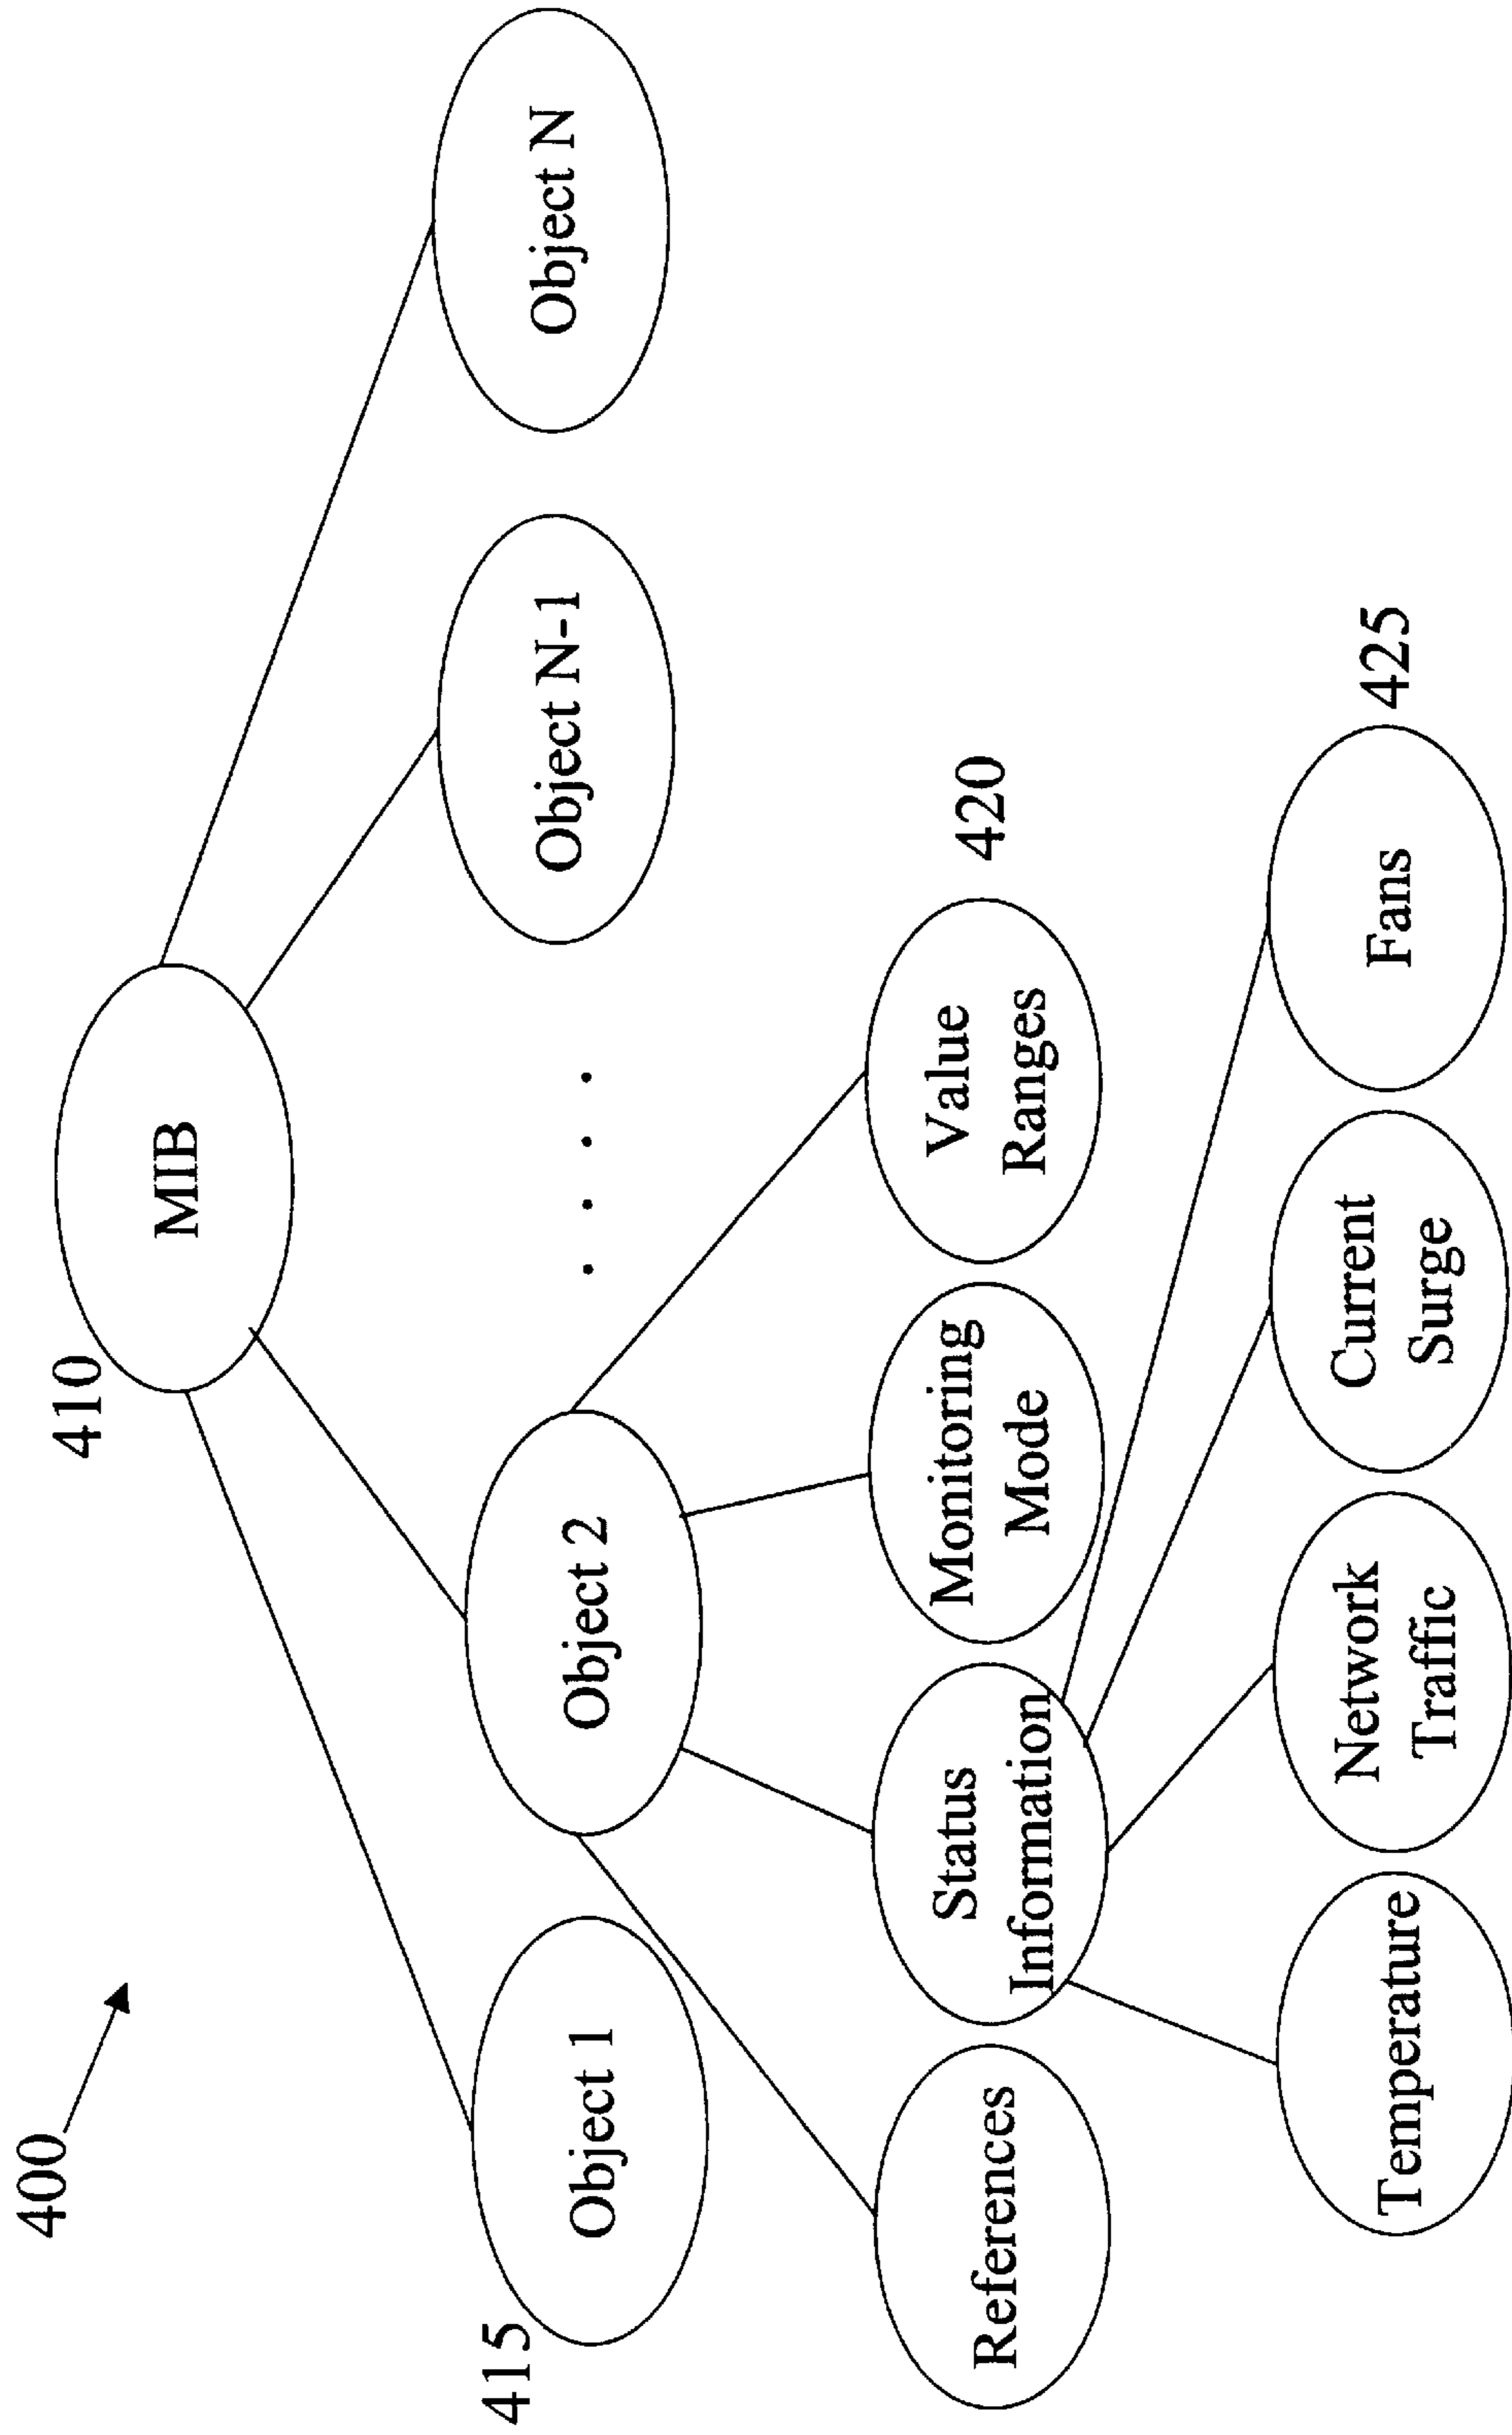 400
410
MIB
415
Object 1
Object 2
. . . .
Object N-1
Object N
References
Status
Information
Monitoring
Mode
Value
Ranges
420
Temperature
Network
Traffic
Current
Surge
Fans
425